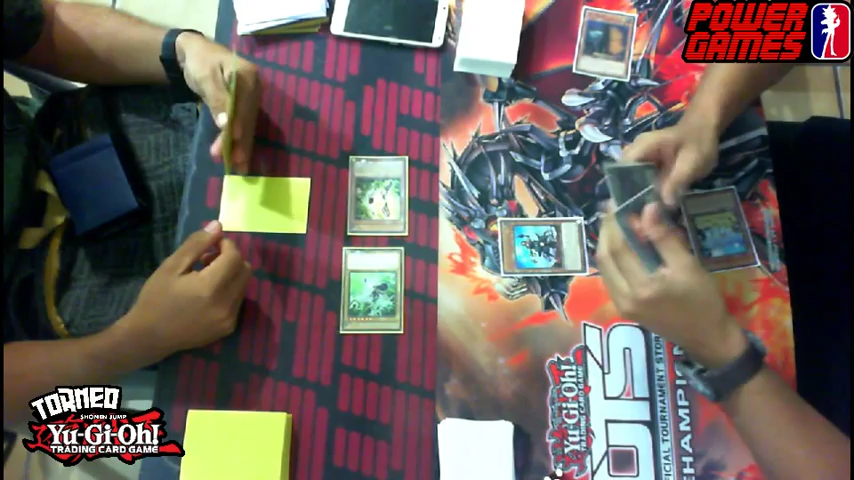 POWER
GAMES
TORNEO
SHONEN JUMP
Yu-Gi-Oh!
TRADING CARD GAME
Yu-Gi-Oh!
TRADING CARD GAME
OTS
OFFICIAL TOURNAMENT STORE
CHAMPION